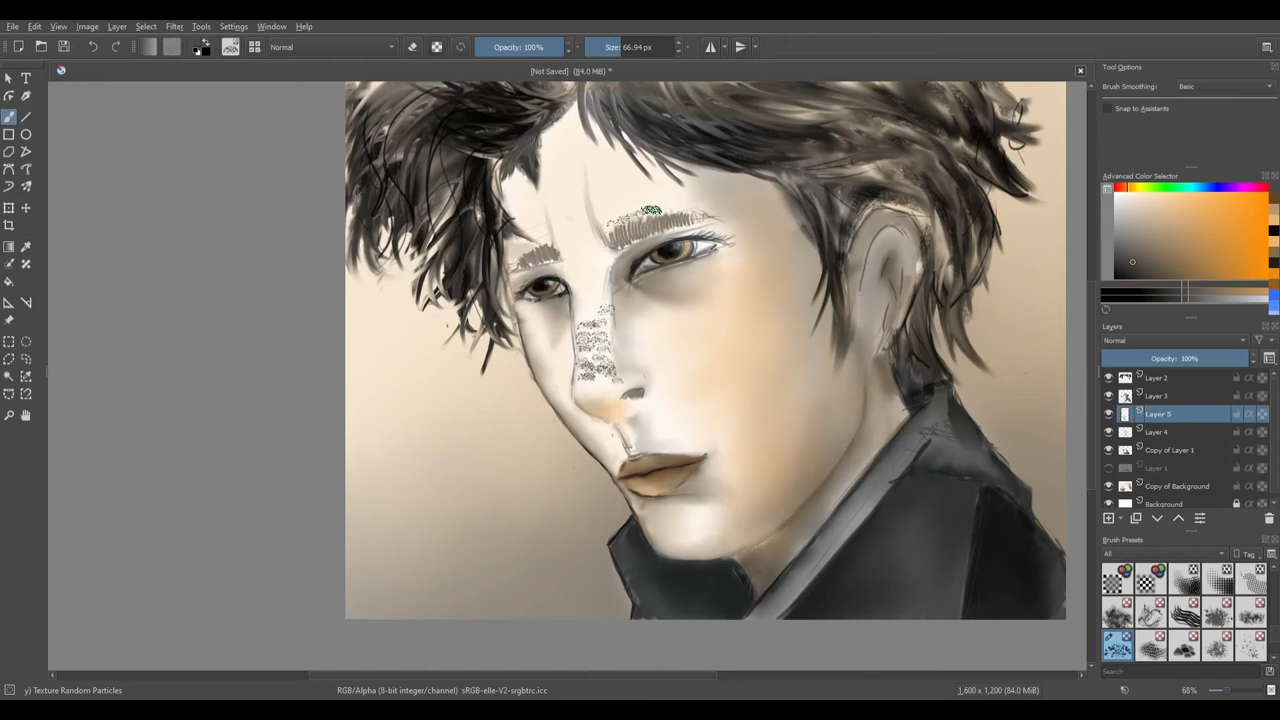 File Edit View Image Layer Select Filter Tools Settings Window Help
Normal Opacity: 100% Size: 66.94 px
[Not Saved] (84.0 MiB) *
Tool Options
Brush Smoothing: Basic
Snap to Assistants
Advanced Color Selector
Layers
Normal
Opacity: 100%
Layer 2
Layer 3
Layer 5
Layer 4
Copy of Layer 1
Layer 1
Copy of Background
Background
Brush Presets
All Tag
Search
y) Texture Random Particles RGB/Alpha (8-bit integer/channel) sRGB-elle-V2-srgbtrc.icc 1,600 x 1,200 (84.0 MiB) 68%